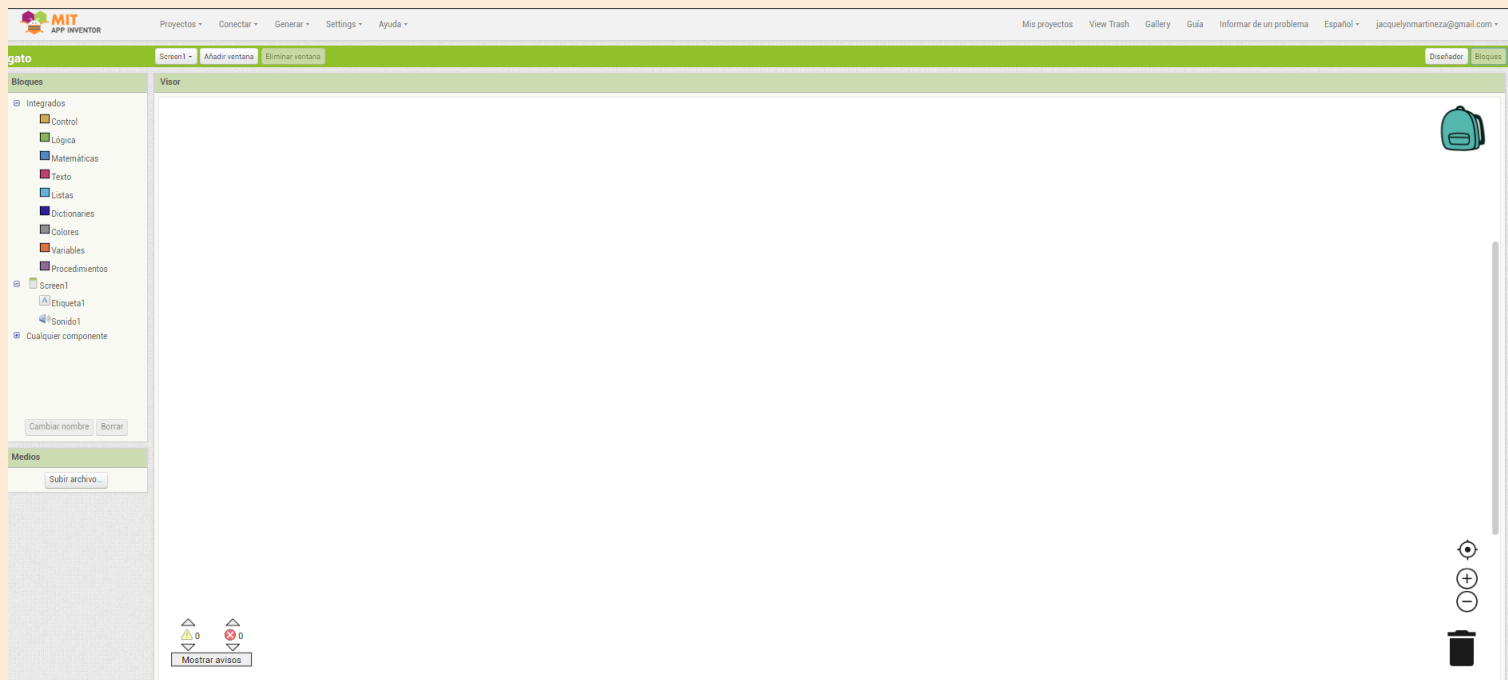 MIT
APP INVENTOR
Proyectos Conectar Generar Settings Ayuda Mis proyectos View Trash Gallery Guía Informar de un problema Español jacquelynmartineza@gmail.com
gato Screen1 Añadir ventana Eliminar ventana Diseñador Bloques
Bloques Visor
Integrados
Control
Lógica
Matemáticas
Texto
Listas
Dictionaries
Colores
Variables
Procedimientos
Screen1
A Etiqueta1
Sonido1
Cualquier componente
Cambiar nombre Borrar
Medios
Subir archivo...
0 0
Mostrar avisos